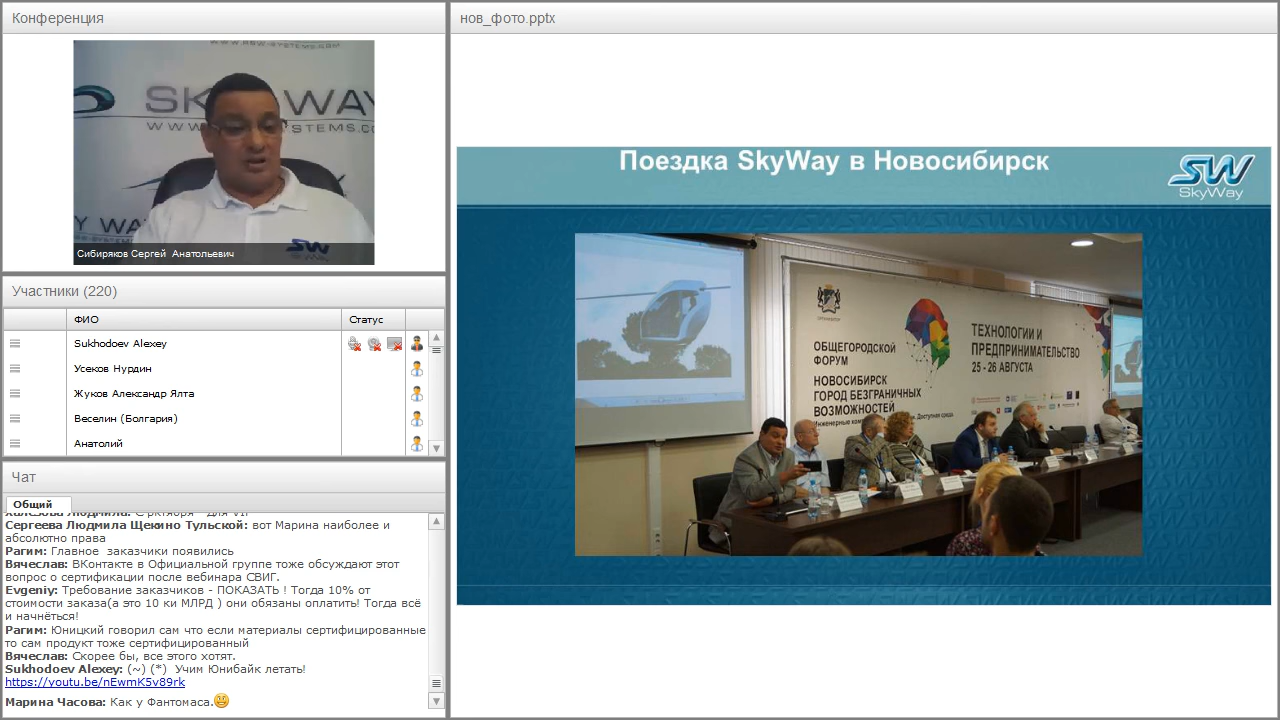 Конференция
SKY WAY
Сибиряков Сергей Анатольевич
Участники (220)
ФИО
Статус
Sukhodoev Alexey
Усеков Нурдин
Жуков Александр Ялта
Веселин (Болгария)
Анатолий
Чат
Общий
Сергеева Людмила Щекино Тульской: вот Марина наиболее и
абсолютно права
Рагим: Главное заказчики появились
Вячеслав: ВКонтакте в Официальной группе тоже обсуждают этот
вопрос о сертификации после вебинара СВИГ.
Evgeniy: Требование заказчиков - ПОКАЗАТЬ ! Тогда 10% от
стоимости заказа(а это 10 ки МЛРД ) они обязаны оплатить! Тогда всё
и начнёться!
Рагим: Юницкий говорил сам что если материалы сертифицированные
то сам продукт тоже сертифицированный
Вячеслав: Скорее бы, все этого хотят.
Sukhodoev Alexey: (~) (*) Учим Юнибайк летать!
https://youtu.be/nEwmK5v89rk
Марина Часова: Как у Фантомаса.
нов_фото.pptx
Поездка SkyWay в Новосибирск
SW
SkyWay
ОБЩЕГОРОДСКОЙ
ФОРУМ
НОВОСИБИРСК
ГОРОД БЕЗГРАНИЧНЫХ
ВОЗМОЖНОСТЕЙ
ТЕХНОЛОГИИ И
ПРЕДПРИНИМАТЕЛЬСТВО
25 - 26 АВГУСТА